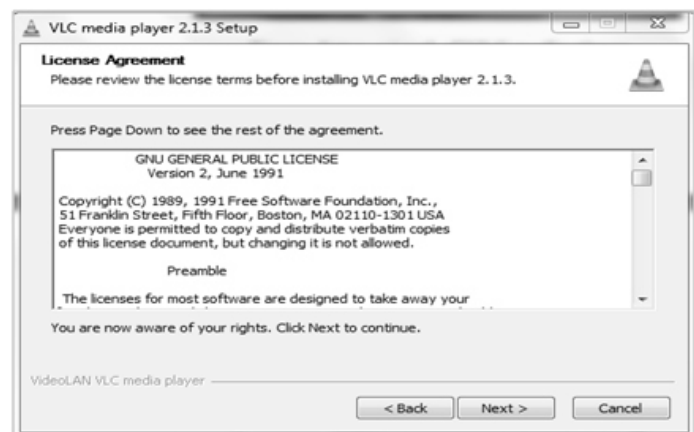 VLC media player 2.1.3 Setup
License Agreement
Please review the license terms before installing VLC media player 2.1.3.
Press Page Down to see the rest of the agreement.
GNU GENERAL PUBLIC LICENSE
Version 2, June 1991
Copyright (C) 1989, 1991 Free Software Foundation, Inc.,
51 Franklin Street, Fifth Floor, Boston, MA 02110-1301 USA
Everyone is permitted to copy and distribute verbatim copies
of this license document, but changing it is not allowed.
Preamble
The licenses for most software are designed to take away your
You are now aware of your rights. Click Next to continue.
VideoLAN VLC media player
< Back
Next >
Cancel